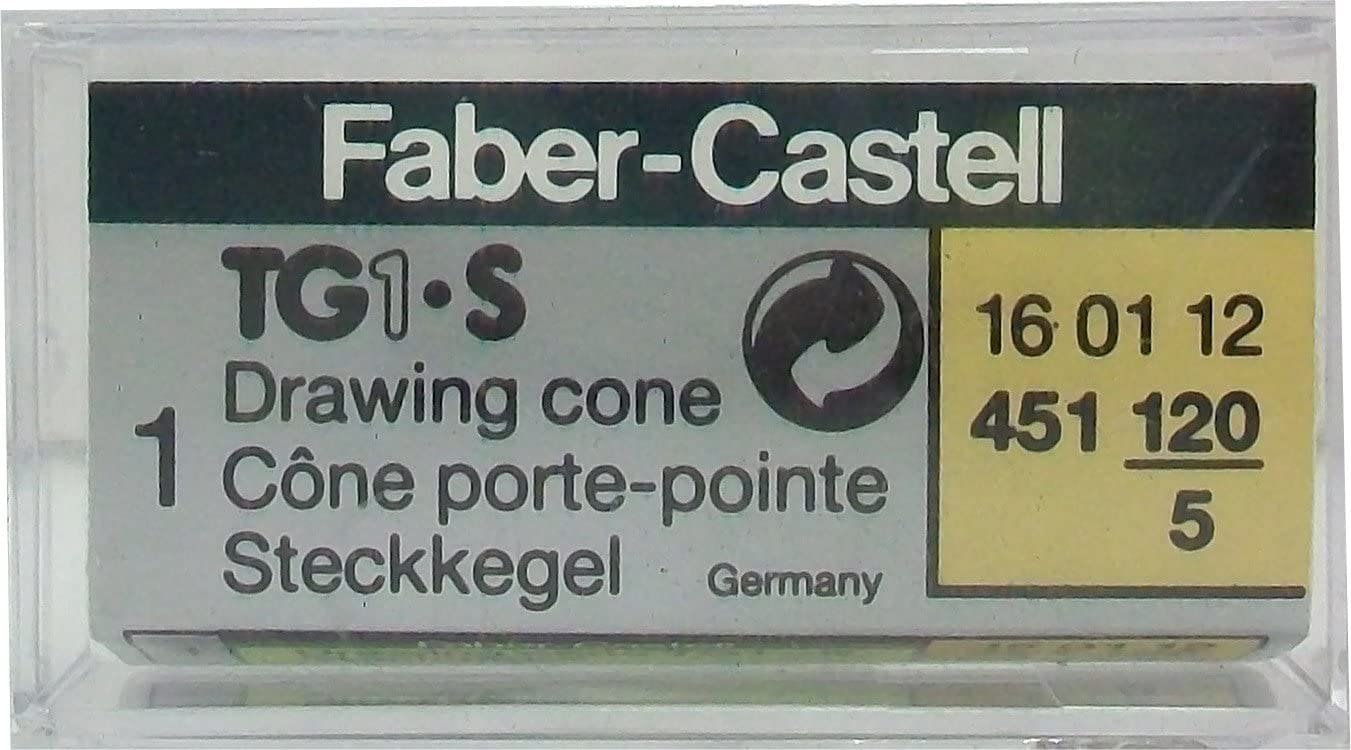 Faber-Castell
TG1·S
1
Drawing cone
Cône porte-pointe
Steckkegel
Germany
16 01 12
451 120
5